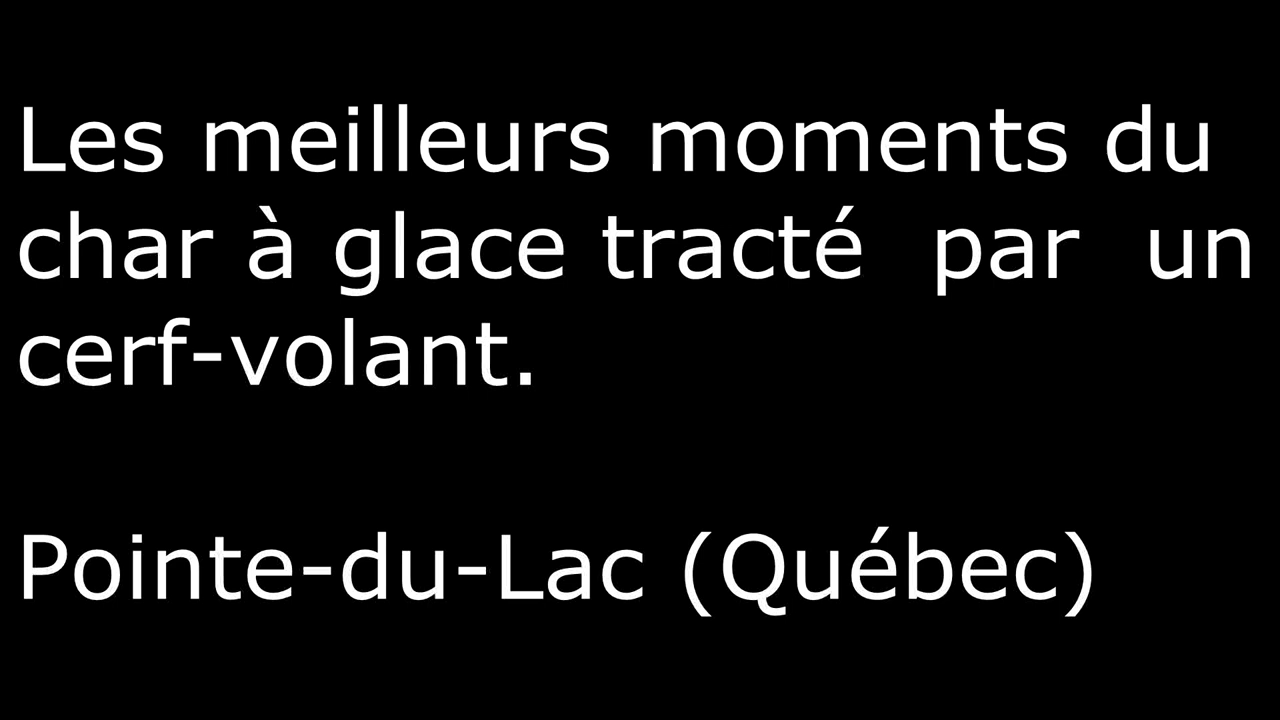 Les meilleurs moments du
char à glace tracté  par  un
cerf-volant.
Pointe-du-Lac (Québec)